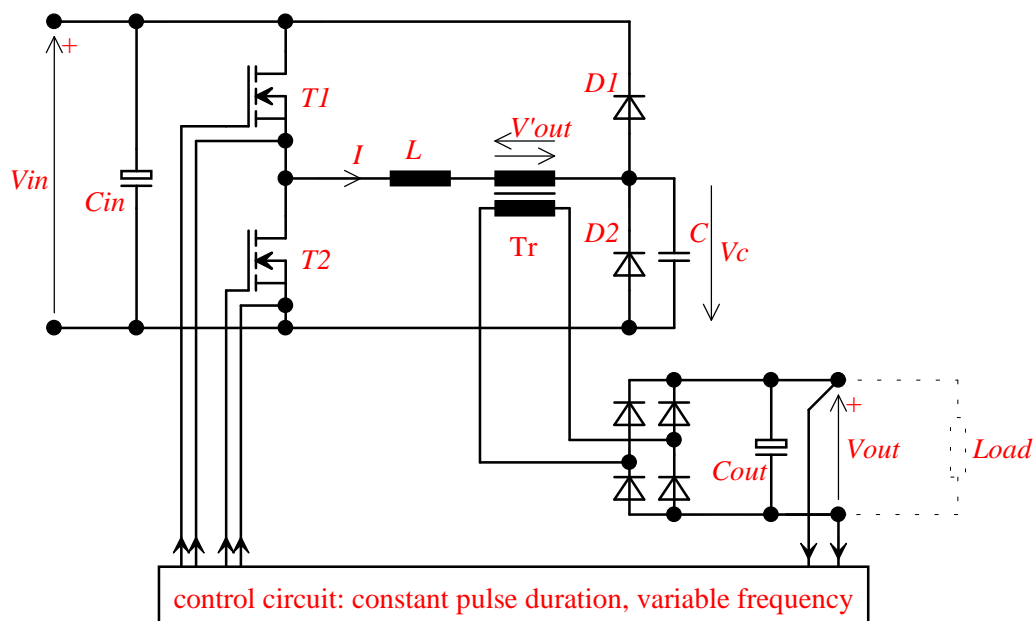 +
D1
T1
V'out
I
L
Vin
Cin
D2
C
Vc
Tr
T2
+
Vout
Load
Cout
control circuit: constant pulse duration, variable frequency